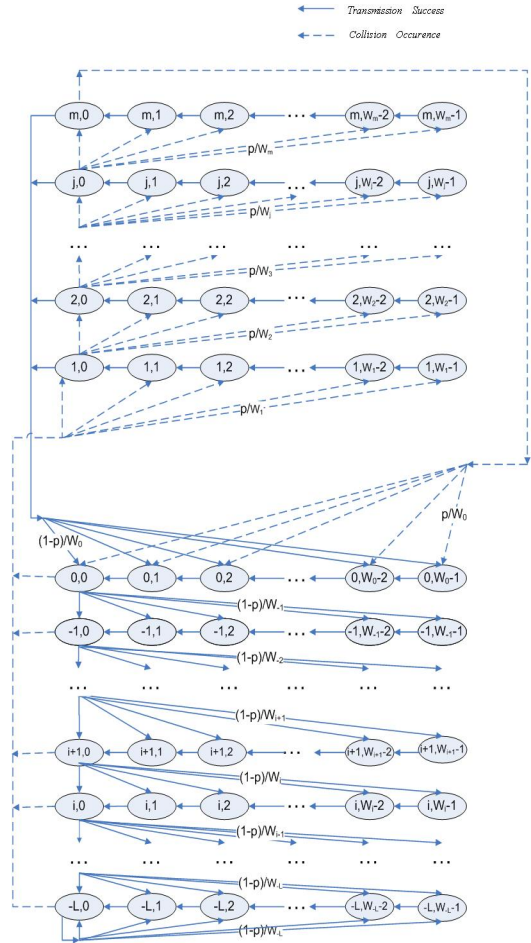 Transmission Success
Collision Occurence
m,0 m,1 m,2 ... m,Wm-2 m,Wm-1
p/Wm
j,0 j,1 j,2 ... j,Wj-2 j,Wj-1
p/Wj
... ... ... ... ... ...
p/W3
2,0 2,1 2,2 ... 2,W2-2 2,W2-1
p/W2
1,0 1,1 1,2 ... 1,W1-2 1,W1-1
p/W1
p/W0
(1-p)/W0
0,0 0,1 0,2 ... 0,W0-2 0,W0-1
(1-p)/W-1
-1,0 -1,1 -1,2 ... -1,W-1-2 -1,W-1-1
(1-p)/W-2
... ... ... ... ... ...
(1-p)/Wi+1
i+1,0 i+1,1 i+1,2 ... i+1,Wi+1-2 i+1,Wi+1-1
(1-p)/Wi
i,0 i,1 i,2 ... i,Wi-2 i,Wi-1
(1-p)/Wi-1
... ... ... ... ... ...
(1-p)/W-L
-L,0 -L,1 -L,2 ... -L,W-L-2 -L,W-L-1
(1-p)/W-L